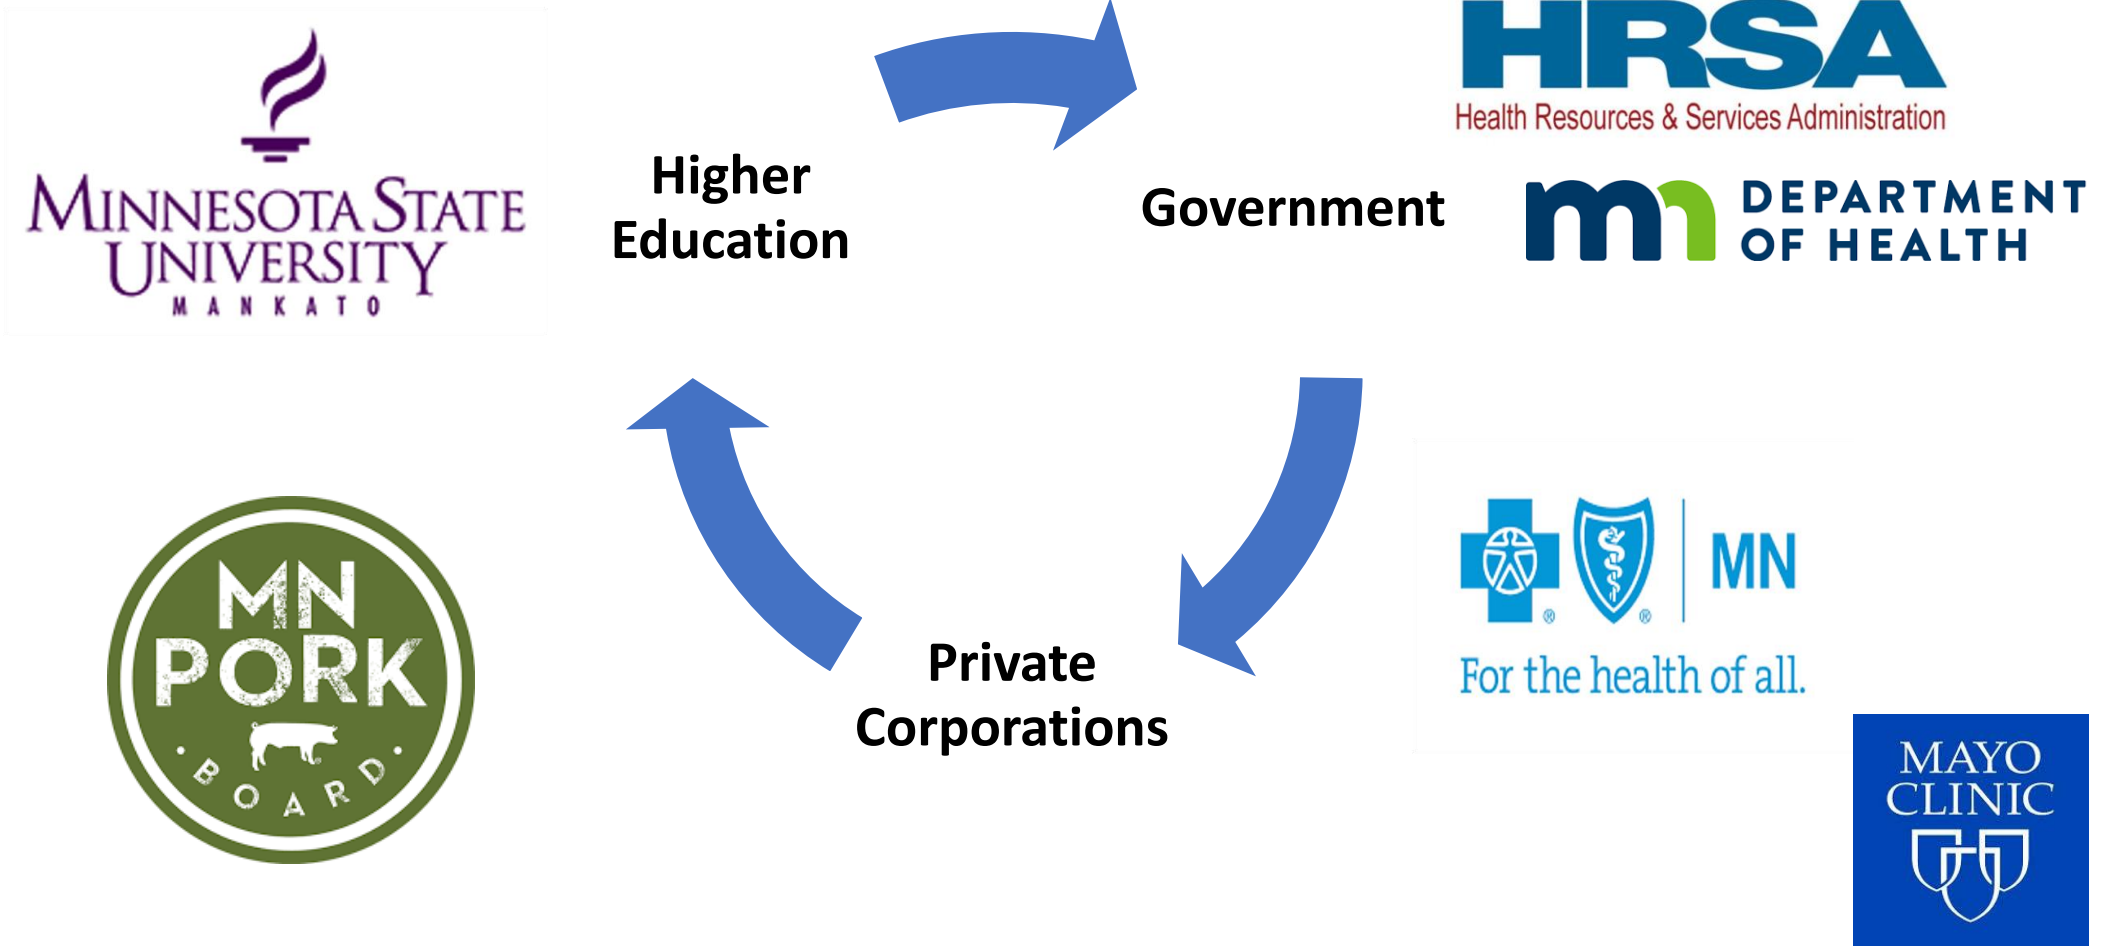 MINNESOTA STATE
UNIVERSITY
MANKATO
Higher
Education
Government
HRSA
Health Resources & Services Administration
mn
DEPARTMENT
OF HEALTH
MN
PORK
BOARD
Private
Corporations
® ® MN
For the health of all.
MAYO
CLINIC